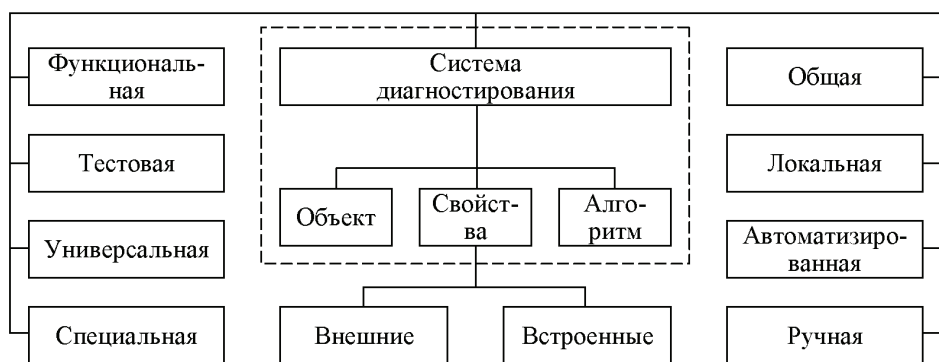 Функциональ-
ная
Тестовая
Универсальная
Специальная
Система
диагностирования
Объект
Свойст-
ва
Алго-
ритм
Внешние
Встроенные
Общая
Локальная
Автоматизиро-
ванная
Ручная